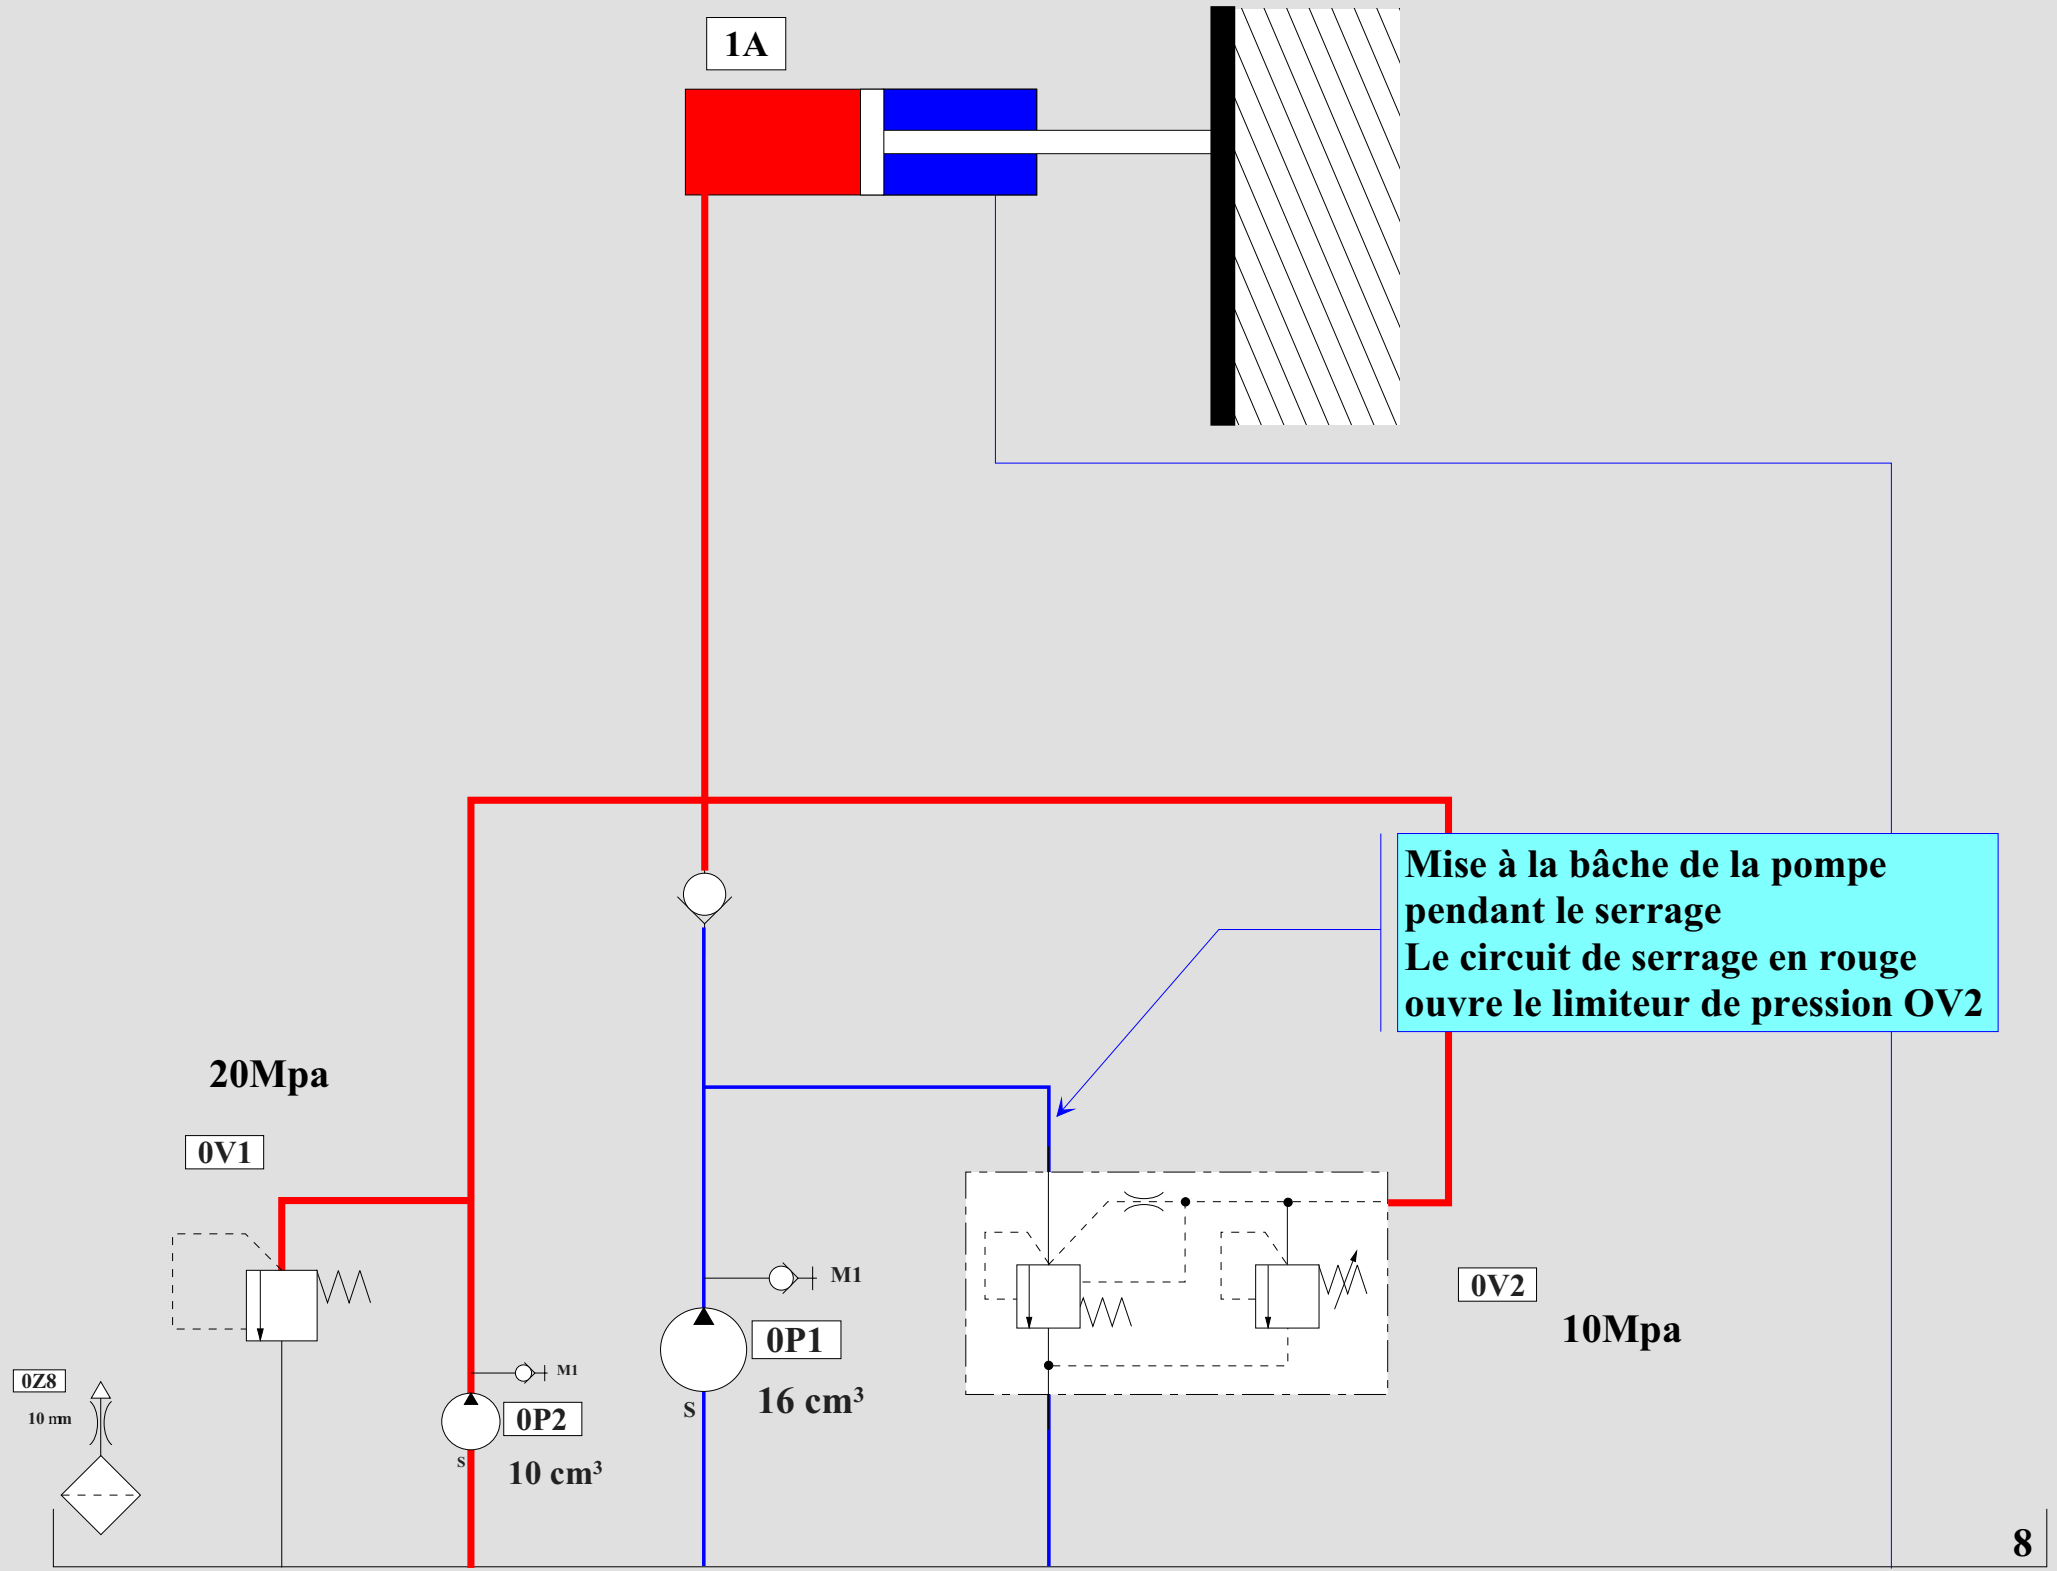 1A
Mise à la bâche de la pompe
pendant le serrage
Le circuit de serrage en rouge
ouvre le limiteur de pression OV2
20Mpa
0V1
M1
0V2
0P1
10Mpa
16 cm³
S
M1
0Z8
10 mm
0P2
S
10 cm³
8